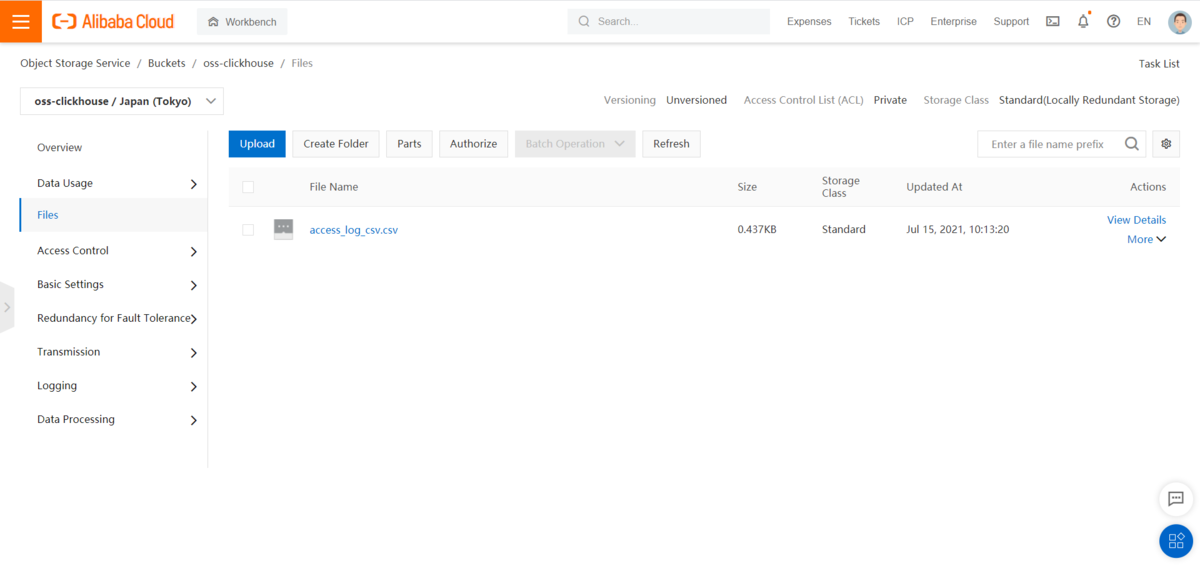 Alibaba Cloud
Workbench
Search...
Expenses
Tickets
ICP
Enterprise
Support
EN
Object Storage Service / Buckets / oss-clickhouse / Files
Task List
oss-clickhouse / Japan (Tokyo)
Versioning Unversioned Access Control List (ACL) Private Storage Class Standard(Locally Redundant Storage)
Overview
Data Usage
Files
Access Control
Basic Settings
Redundancy for Fault Tolerance
Transmission
Logging
Data Processing
Upload
Create Folder
Parts
Authorize
Batch Operation
Refresh
Enter a file name prefix
File Name
Size
Storage
Class
Updated At
Actions
access_log_csv.csv
0.437KB
Standard
Jul 15, 2021, 10:13:20
View Details
More